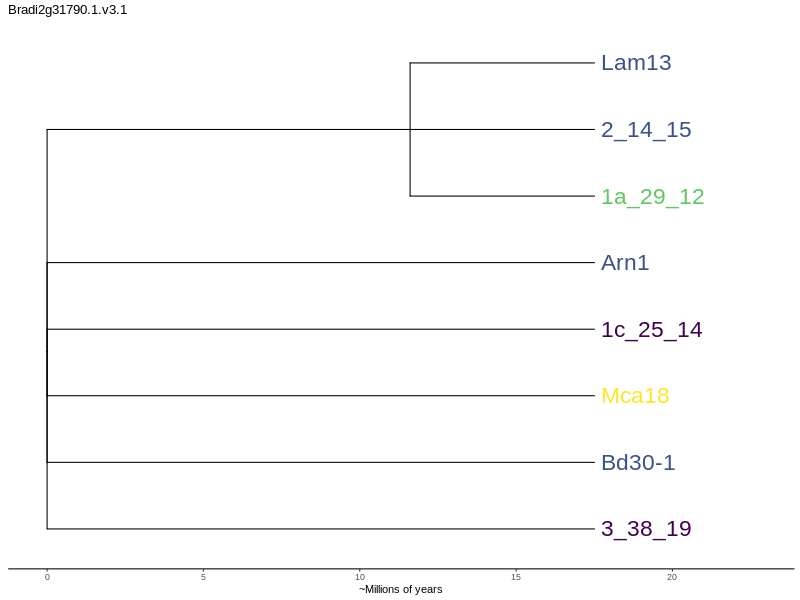 Bradi2g31790.1.v3.1
Lam13
2_14_15
1a_29_12
Arn1
1c_25_14
Mca18
Bd30-1
3_38_19
0 5 10 15 20
~Millions of years